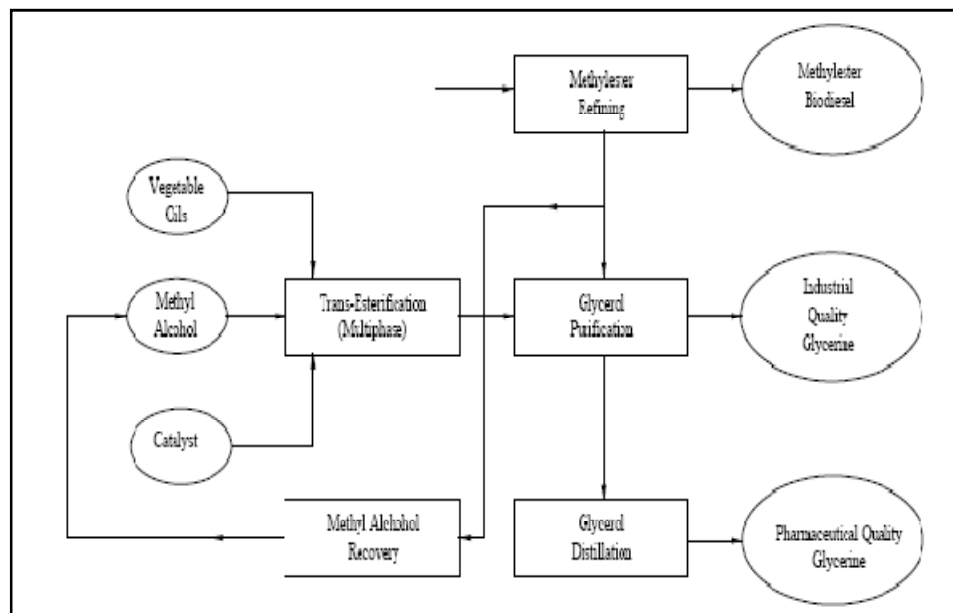 Methylester
Refining
Methylester
Biodiesel
Vegetable
Oils
Methyl
Alcohol
Trans-Esterification
(Multiphase)
Glycerol
Purification
Industrial
Quality
Glycerine
Catalyst
Methyl Alcohol
Recovery
Glycerol
Distillation
Pharmaceutical Quality
Glycerine